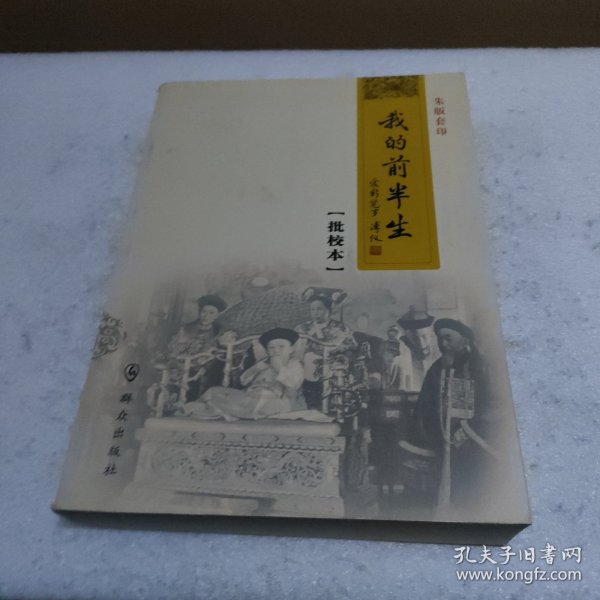 朱版套印
我的前半生
爱新觉罗 溥仪
【批校本】
群众出版社
孔夫子旧书网
www.kongfz.com